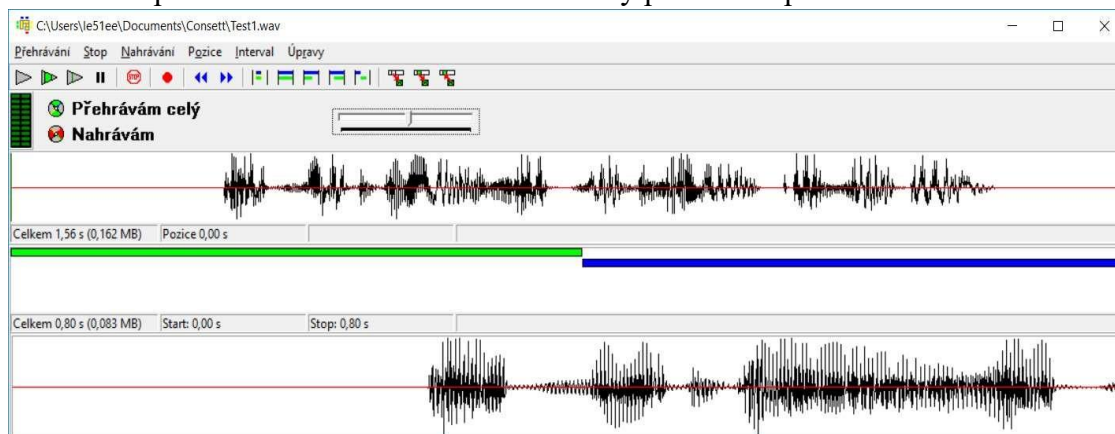 C:\Users\le51ee\Documents\Consett\Test1.wav
Přehrávání Stop Nahrávání Pozice Interval Úpravy
STOP
Přehrávám celý
Nahrávám
Celkem 1,56 s (0,162 MB) Pozice 0,00 s
Celkem 0,80 s (0,083 MB) Start: 0,00 s Stop: 0,80 s